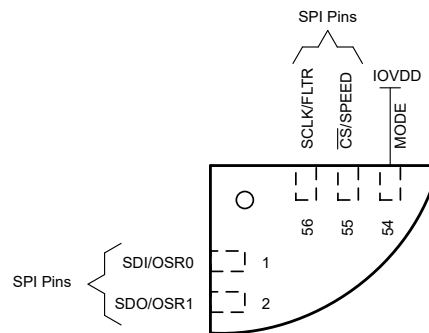 SPI Pins
SCLK/FLTR
CS/SPEED
IOVDD
MODE
56
55
54
SPI Pins
SDI/OSR0
1
SDO/OSR1
2